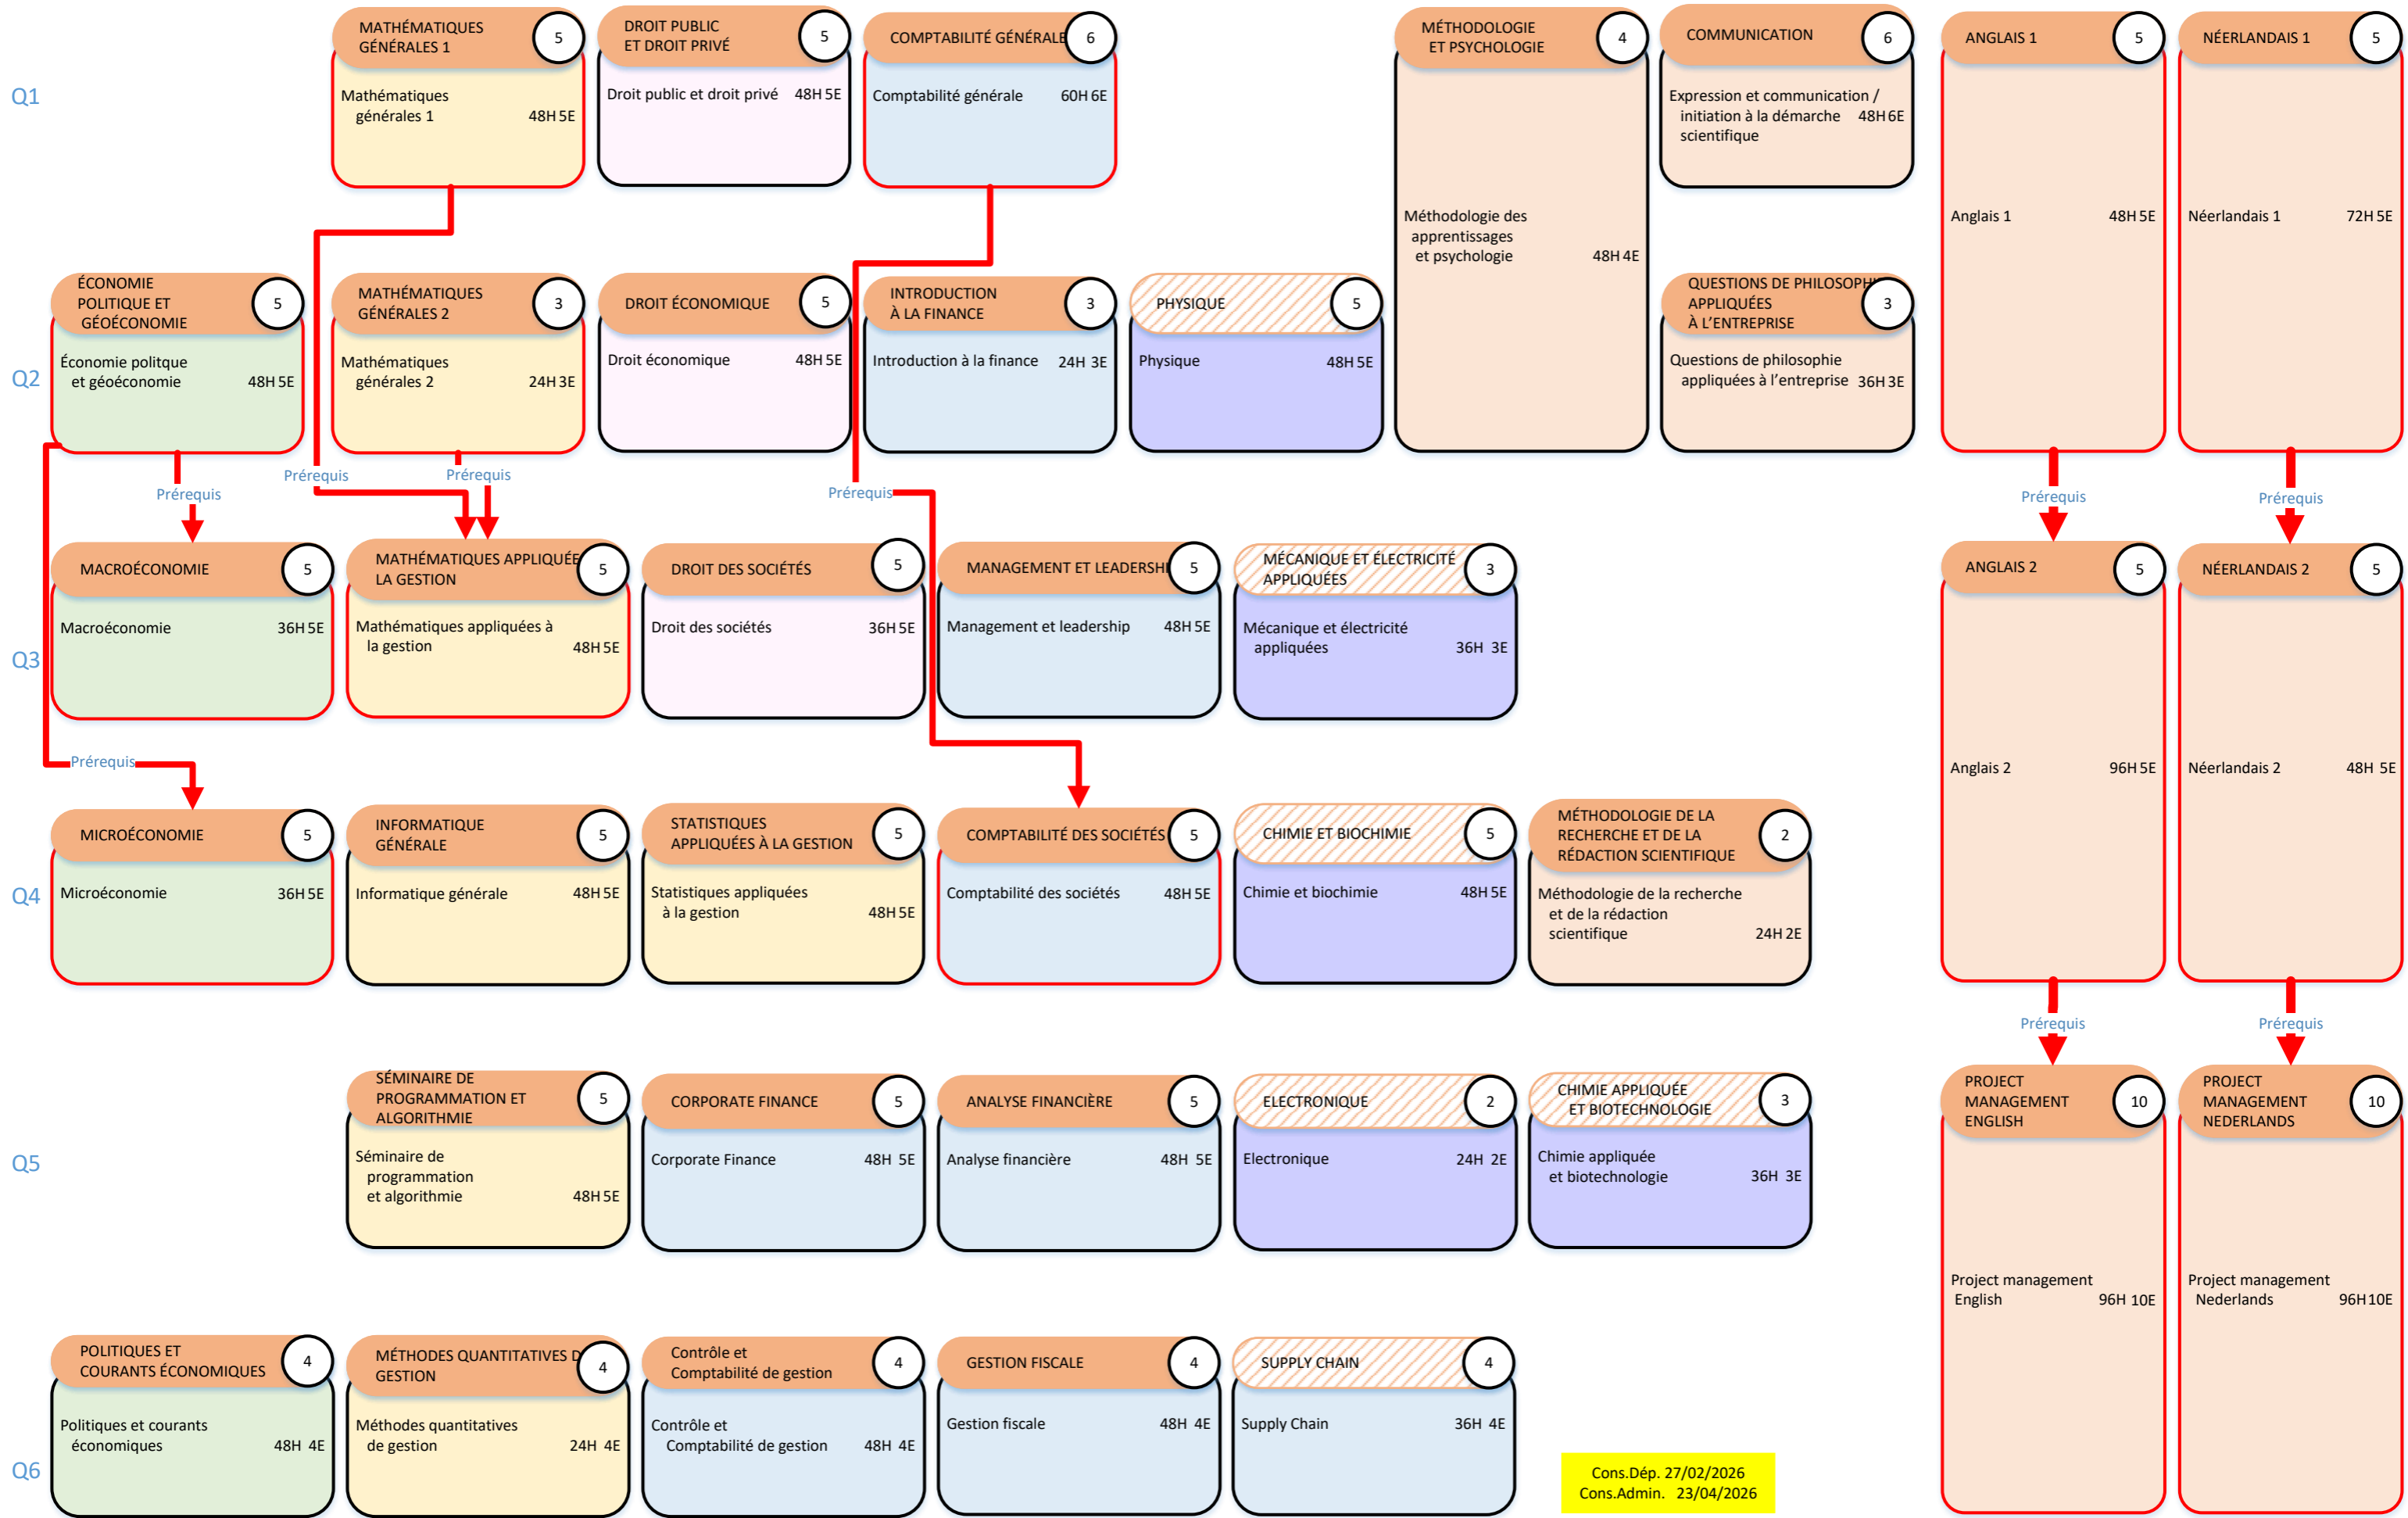 Q1
MATHÉMATIQUES
GÉNÉRALES 1
5
Mathématiques
générales 1 48H 5E
DROIT PUBLIC
ET DROIT PRIVÉ
5
Droit public et droit privé 48H 5E
COMPTABILITÉ GÉNÉRALE
6
Comptabilité générale 60H 6E
MÉTHODOLOGIE
ET PSYCHOLOGIE
4
Méthodologie des
apprentissages
et psychologie 48H 4E
COMMUNICATION
6
Expression et communication /
initiation à la démarche 48H 6E
scientifique
ANGLAIS 1
5
Anglais 1 48H 5E
NÉERLANDAIS 1
5
Néerlandais 1 72H 5E
Q2
ÉCONOMIE
POLITIQUE ET
GÉOÉCONOMIE
5
Économie politque
et géoéconomie 48H 5E
MATHÉMATIQUES
GÉNÉRALES 2
3
Mathématiques
générales 2 24H 3E
DROIT ÉCONOMIQUE
5
Droit économique 48H 5E
INTRODUCTION
À LA FINANCE
3
Introduction à la finance 24H 3E
PHYSIQUE
5
Physique 48H 5E
QUESTIONS DE PHILOSOPH
APPLIQUÉES
À L'ENTREPRISE
3
Questions de philosophie
appliquées à l'entreprise 36H 3E
Prérequis
Prérequis
Prérequis
Prérequis
Prérequis
Prérequis
Q3
MACROÉCONOMIE
5
Macroéconomie 36H 5E
MATHÉMATIQUES APPLIQUÉE
LA GESTION
5
Mathématiques appliquées à
la gestion 48H 5E
DROIT DES SOCIÉTÉS
5
Droit des sociétés 36H 5E
MANAGEMENT ET LEADERSHI
5
Management et leadership 48H 5E
MÉCANIQUE ET ÉLECTRICITÉ
APPLIQUÉES
3
Mécanique et électricité
appliquées 36H 3E
ANGLAIS 2
5
Anglais 2 96H 5E
NÉERLANDAIS 2
5
Néerlandais 2 48H 5E
Prérequis
Q4
MICROÉCONOMIE
5
Microéconomie 36H 5E
INFORMATIQUE
GÉNÉRALE
5
Informatique générale 48H 5E
STATISTIQUES
APPLIQUÉES À LA GESTION
5
Statistiques appliquées
à la gestion 48H 5E
COMPTABILITÉ DES SOCIÉTÉS
5
Comptabilité des sociétés 48H 5E
CHIMIE ET BIOCHIMIE
5
Chimie et biochimie 48H 5E
MÉTHODOLOGIE DE LA
RECHERCHE ET DE LA
RÉDACTION SCIENTIFIQUE
2
Méthodologie de la recherche
et de la rédaction
scientifique 24H 2E
Prérequis
Prérequis
Q5
SÉMINAIRE DE
PROGRAMMATION ET
ALGORITHMIE
5
Séminaire de
programmation
et algorithmie 48H 5E
CORPORATE FINANCE
5
Corporate Finance 48H 5E
ANALYSE FINANCIÈRE
5
Analyse financière 48H 5E
ELECTRONIQUE
2
Electronique 24H 2E
CHIMIE APPLIQUÉE
ET BIOTECHNOLOGIE
3
Chimie appliquée
et biotechnologie 36H 3E
PROJECT
MANAGEMENT
ENGLISH
10
Project management
English 96H 10E
PROJECT
MANAGEMENT
NEDERLANDS
10
Project management
Nederlands 96H 10E
Q6
POLITIQUES ET
COURANTS ÉCONOMIQUES
4
Politiques et courants
économiques 48H 4E
MÉTHODES QUANTITATIVES D
GESTION
4
Méthodes quantitatives
de gestion 24H 4E
Contrôle et
Comptabilité de gestion
4
Contrôle et
Comptabilité de gestion 48H 4E
GESTION FISCALE
4
Gestion fiscale 48H 4E
SUPPLY CHAIN
4
Supply Chain 36H 4E
Cons.Dép. 27/02/2026
Cons.Admin. 23/04/2026